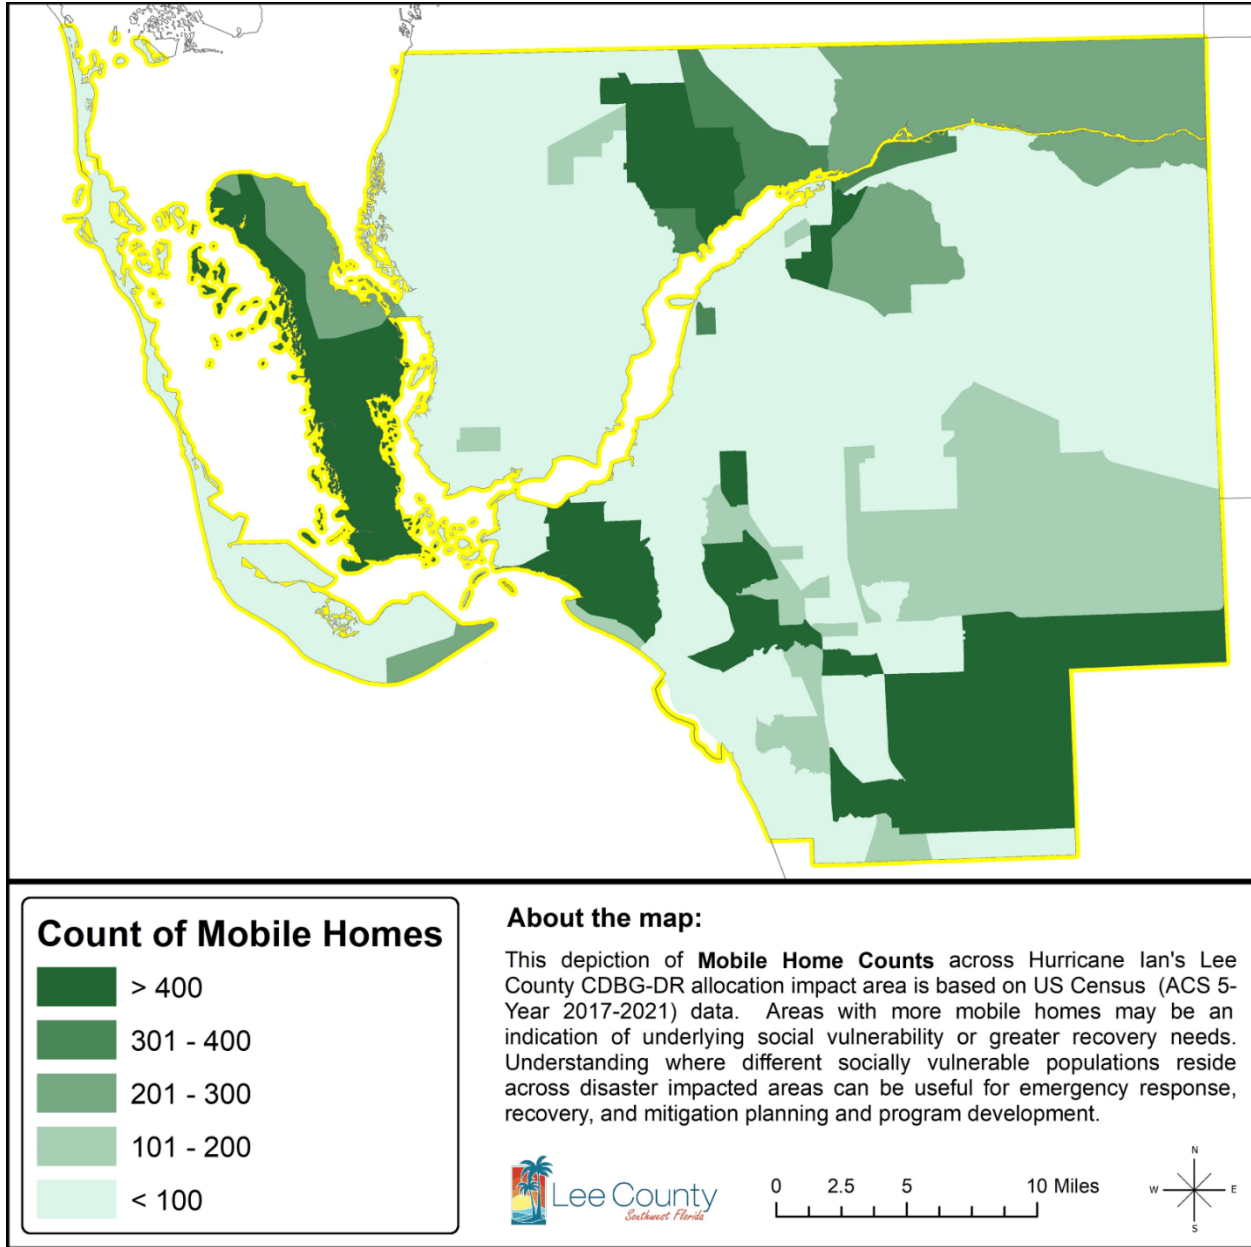 Count of Mobile Homes
> 400
301 - 400
201 - 300
101 - 200
< 100
About the map:
This depiction of Mobile Home Counts across Hurricane Ian's Lee
County CDBG-DR allocation impact area is based on US Census (ACS 5-
Year 2017-2021) data. Areas with more mobile homes may be an
indication of underlying social vulnerability or greater recovery needs.
Understanding where different socially vulnerable populations reside
across disaster impacted areas can be useful for emergency response,
recovery, and mitigation planning and program development.
Lee County
Southwest Florida
0 2.5 5 10 Miles
N
W E
S